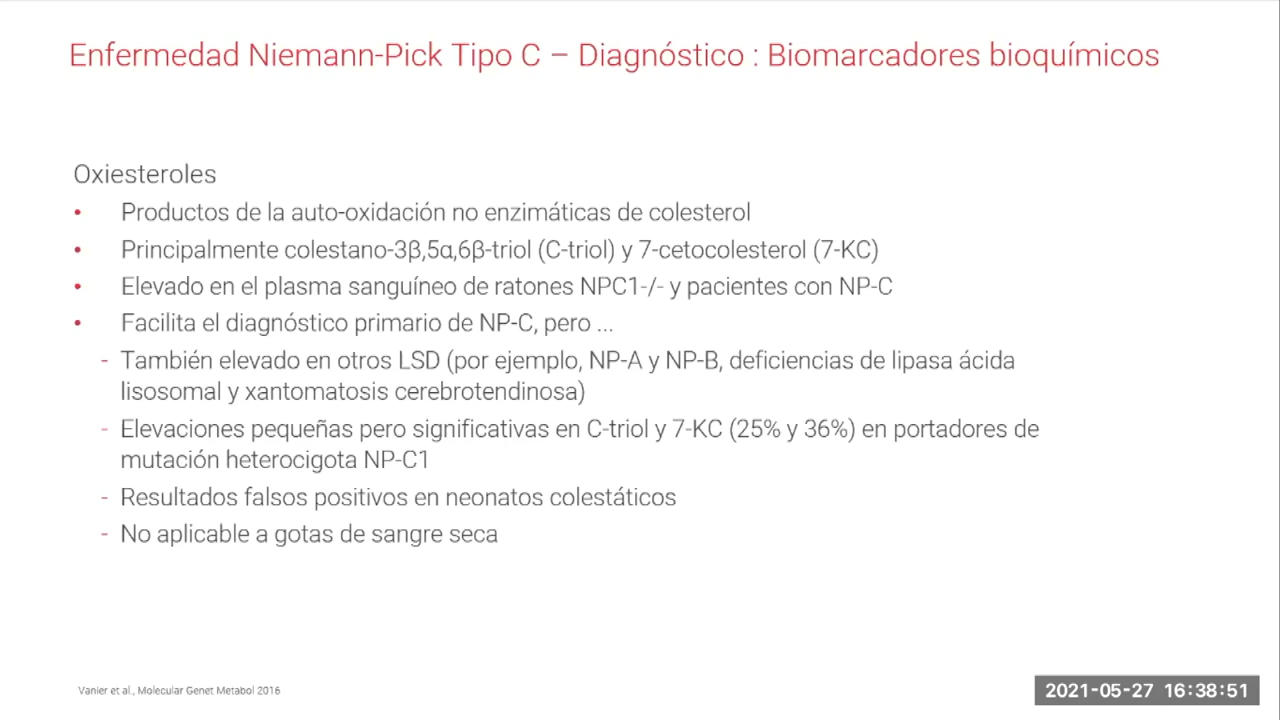 Enfermedad Niemann-Pick Tipo C – Diagnóstico : Biomarcadores bioquímicos
Oxiesteroles
• Productos de la auto-oxidación no enzimáticas de colesterol
• Principalmente colestano-3β,5α,6β-triol (C-triol) y 7-cetocolesterol (7-KC)
• Elevado en el plasma sanguíneo de ratones NPC1-/- y pacientes con NP-C
• Facilita el diagnóstico primario de NP-C, pero ...
- También elevado en otros LSD (por ejemplo, NP-A y NP-B, deficiencias de lipasa ácida
lisosomal y xantomatosis cerebrotendinosa)
- Elevaciones pequeñas pero significativas en C-triol y 7-KC (25% y 36%) en portadores de
mutación heterocigota NP-C1
- Resultados falsos positivos en neonatos colestáticos
- No aplicable a gotas de sangre seca
Vanier et al., Molecular Genet Metabol 2016
2021-05-27 16:38:51